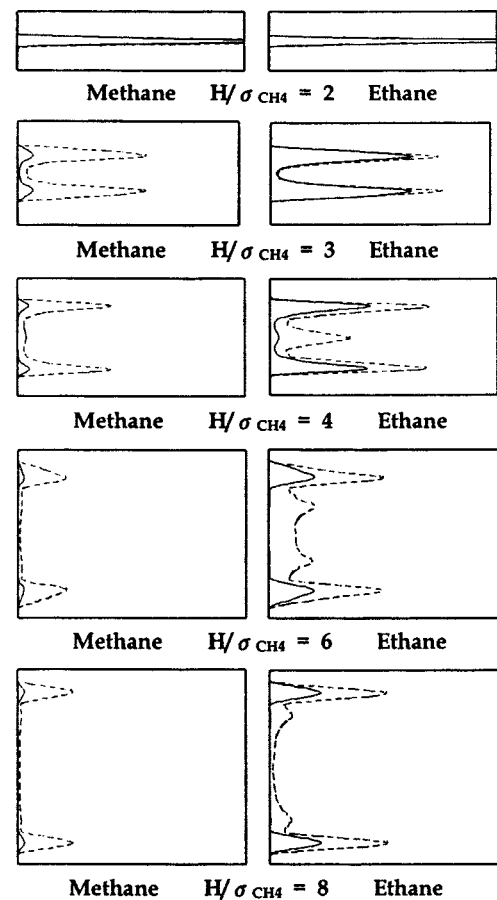 Methane H/σ CH4 = 2 Ethane
Methane H/σ CH4 = 3 Ethane
Methane H/σ CH4 = 4 Ethane
Methane H/σ CH4 = 6 Ethane
Methane H/σ CH4 = 8 Ethane